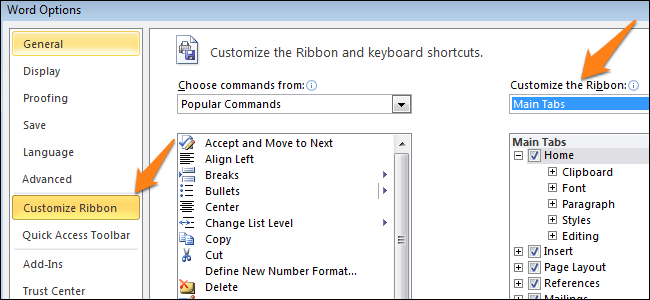 Word Options
General
Display
Proofing
Save
Language
Advanced
Customize Ribbon
Quick Access Toolbar
Add-Ins
Trust Center
Customize the Ribbon and keyboard shortcuts.
Choose commands from:
Popular Commands
Accept and Move to Next
Align Left
Breaks
Bullets
Center
Change List Level
Copy
Cut
Define New Number Format...
Delete
Customize the Ribbon:
Main Tabs
Main Tabs
Home
Clipboard
Font
Paragraph
Styles
Editing
Insert
Page Layout
References
Mailings